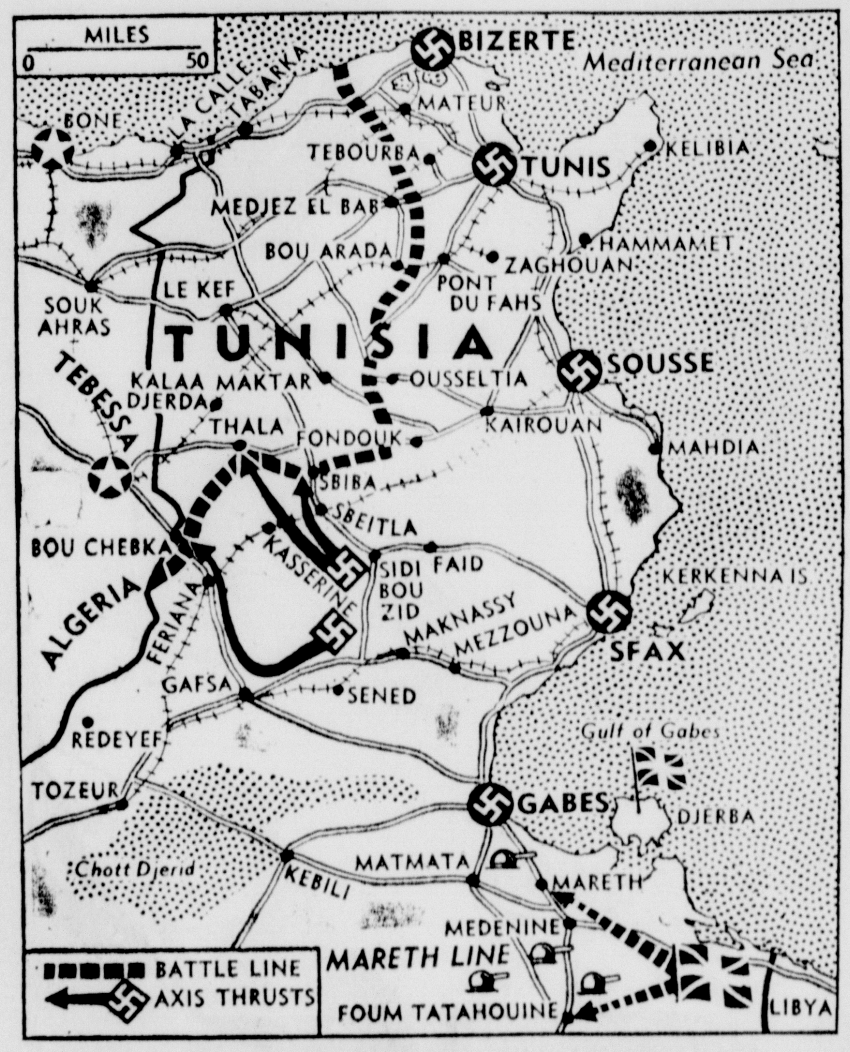 MILES
0 50
BIZERTE
Mediterranean Sea
LA CALLE
TABARKA
BONE
MATEUR
TEBOURBA
TUNIS
KELIBIA
MEDJEZ EL BAB
BOU ARADA
HAMMAMET
ZAGHOUAN
PONT
DU FAHS
SOUK
AHRAS
LE KEF
TUNISIA
TEBESSA
KALAA
DJERDA
MAKTAR
OUSSELTIA
SOUSSE
THALA
FONDOUK
KAIROUAN
MAHDIA
SBIBA
SBEITLA
BOU CHEBKA
KASSERINE
SIDI
BOU
ZID
FAID
ALGERIA
FERIANA
KERKENNA IS
MAKNASSY
MEZZOUNA
SFAX
GAFSA
SENED
REDEYEF
Gulf of Gabes
TOZEUR
GABES
DJERBA
Chott Djerid
KEBILI
MATMATA
MARETH
MEDENINE
MARETH LINE
FOUM TATAHOUINE
LIBYA
BATTLE LINE
AXIS THRUSTS